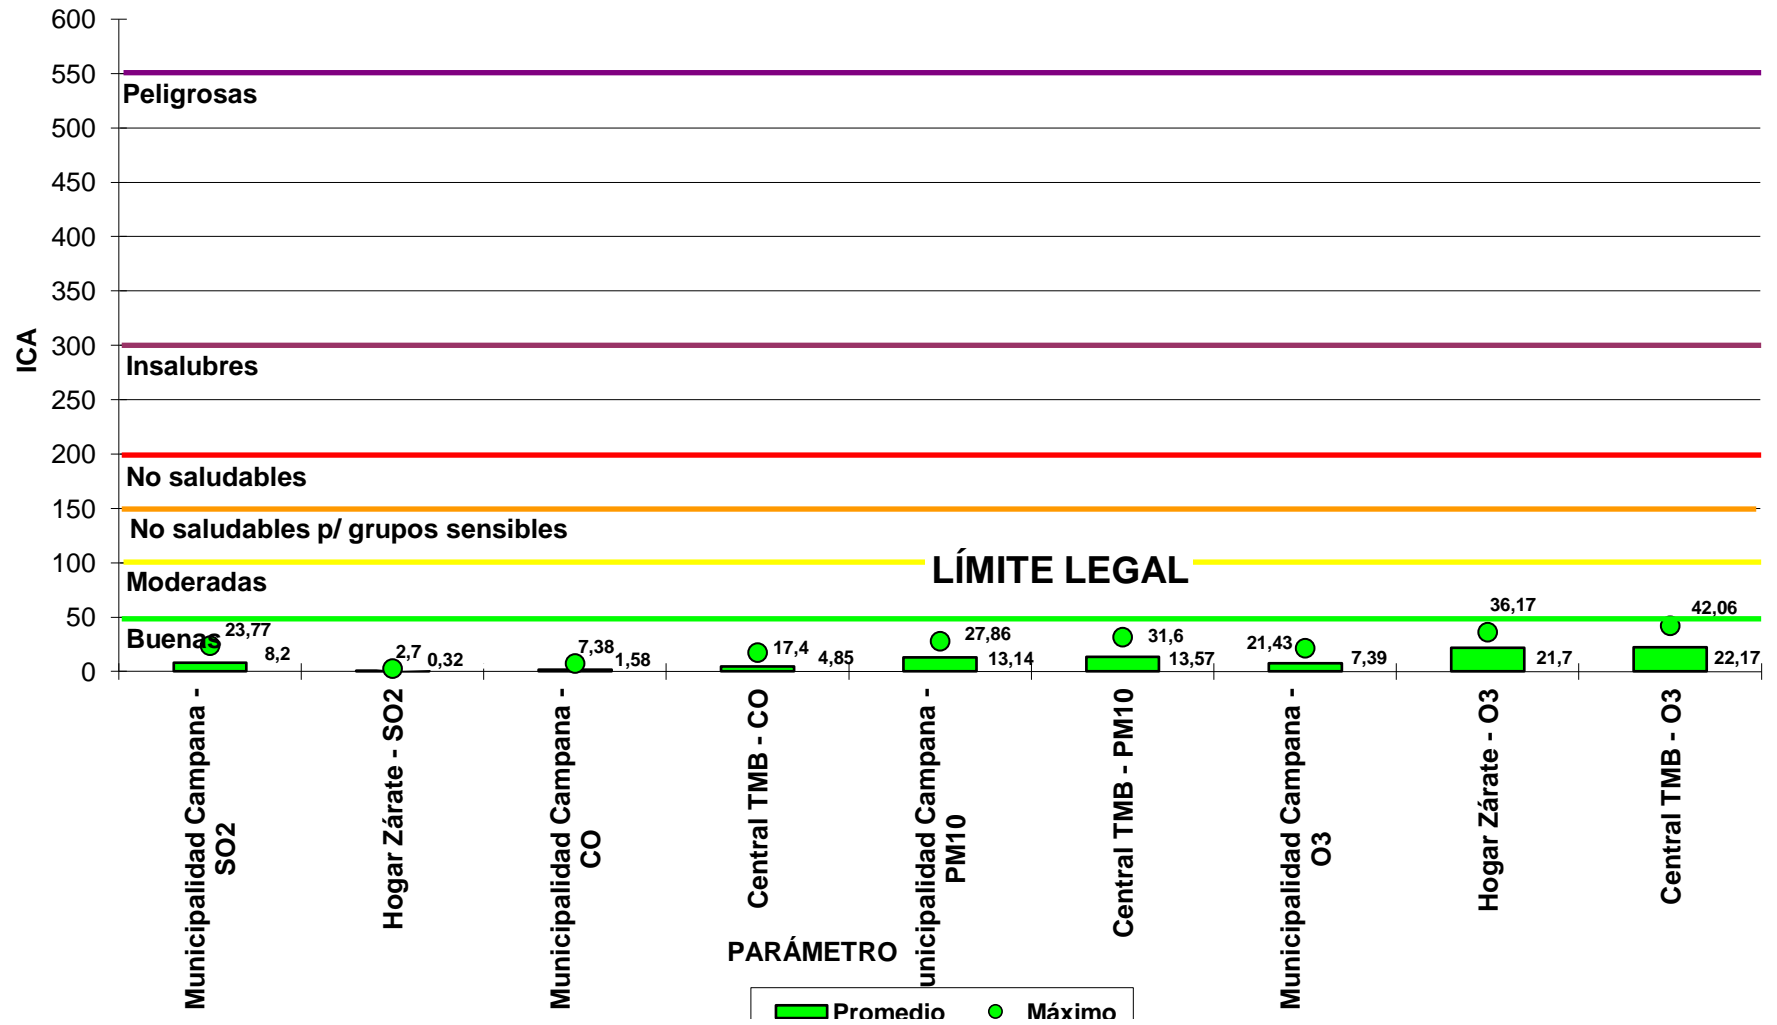 600
550
Peligrosas
500
450
400
350
ICA
300
Insalubres
250
200
No saludables
150
No saludables p/ grupos sensibles
100
LÍMITE LEGAL
Moderadas
50
Buenas
0
23,77
8,2
2,7
0,32
7,38
1,58
17,4
4,85
27,86
13,14
31,6
13,57
21,43
7,39
36,17
21,7
42,06
22,17
Municipalidad Campana -
SO2
Hogar Zárate - SO2
Municipalidad Campana -
CO
Central TMB - CO
unicipalidad Campana -
PM10
Central TMB - PM10
Municipalidad Campana -
O3
Hogar Zárate - O3
Central TMB - O3
PARÁMETRO
Promedio Máximo